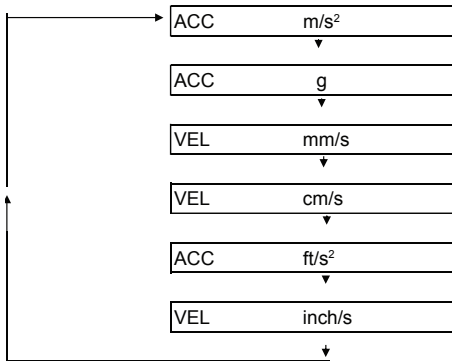 ACC m/s²
ACC g
VEL mm/s
VEL cm/s
ACC ft/s²
VEL inch/s